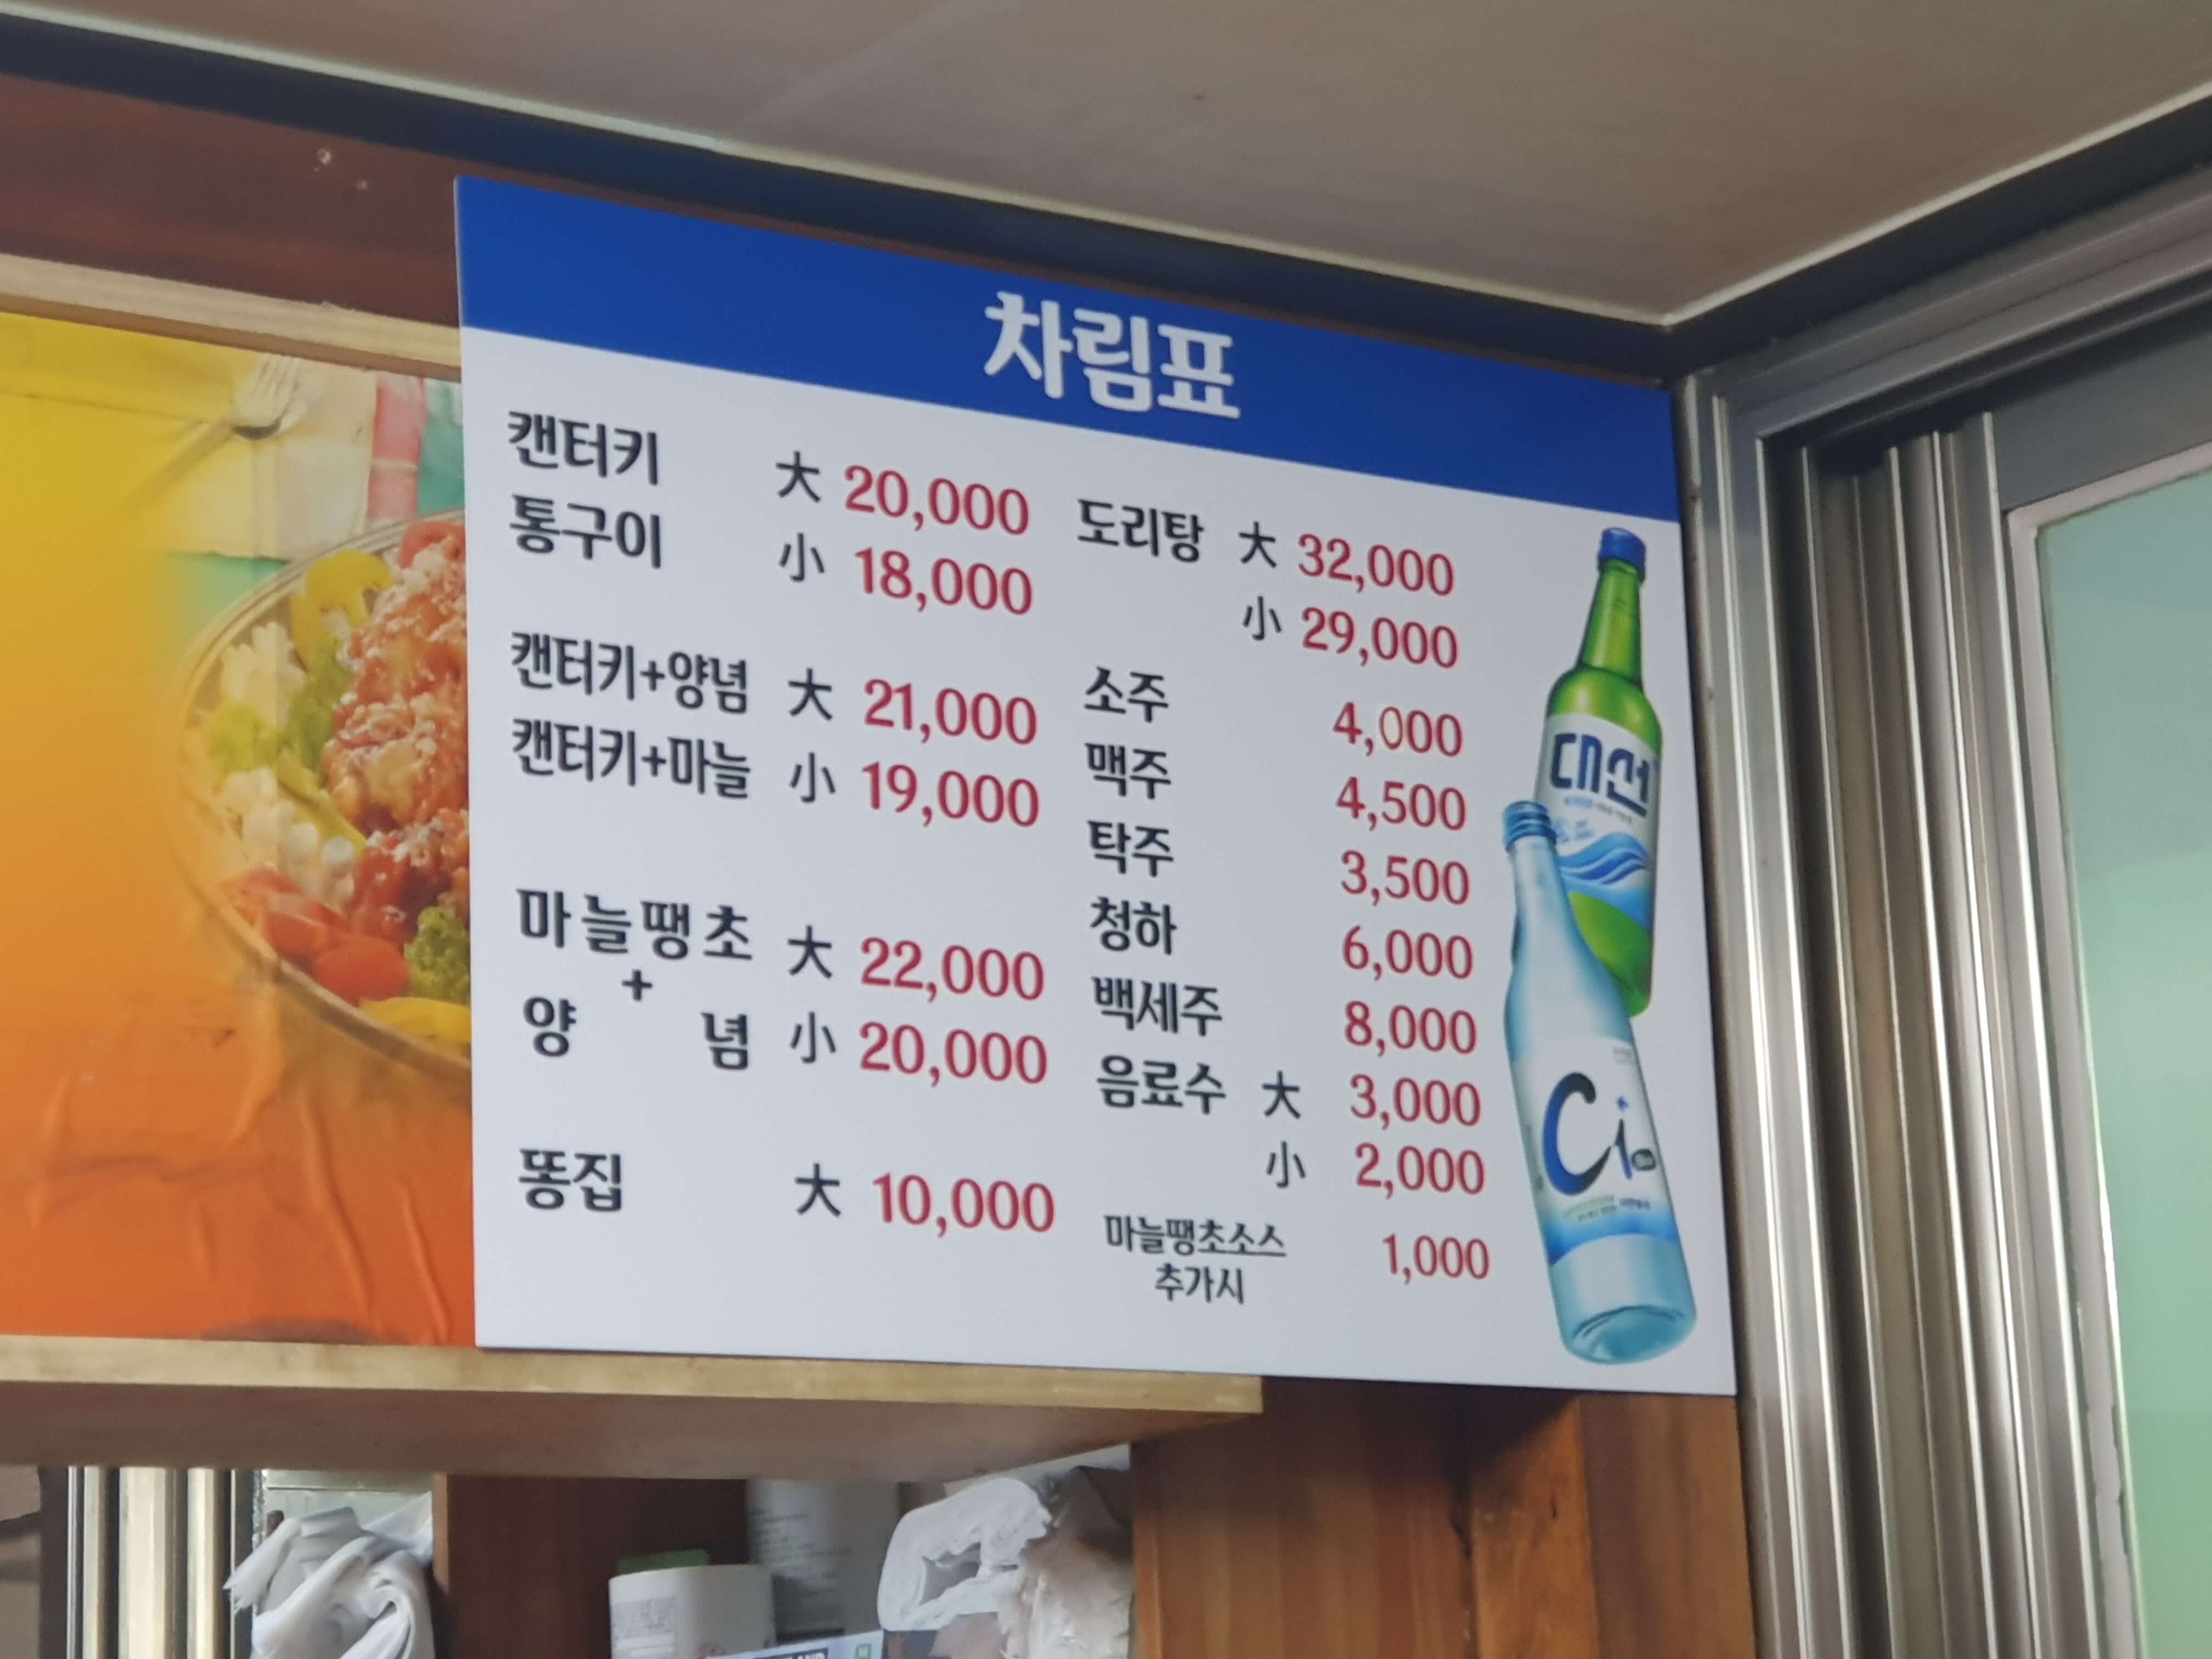 차림표
캔터키
통구이
大 20,000
小 18,000
캔터키+양념 大 21,000
캔터키+마늘 小 19,000
마늘땡초 大 22,000
+
양 념 小 20,000
똥집 大 10,000
도리탕 大 32,000
小 29,000
소주 4,000
맥주 4,500
탁주 3,500
청하 6,000
백세주 8,000
음료수 大 3,000
小 2,000
마늘땡초소스 1,000
추가시
대선
Ci